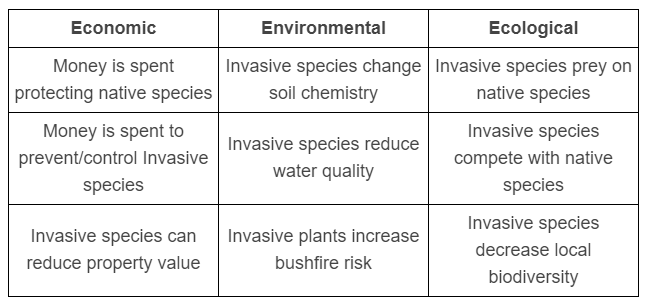 Economic
Environmental
Ecological
Money is spent
protecting native species
Invasive species change
soil chemistry
Invasive species prey on
native species
Money is spent to
prevent/control Invasive
species
Invasive species reduce
water quality
Invasive species
compete with native
species
Invasive species can
reduce property value
Invasive plants increase
bushfire risk
Invasive species
decrease local
biodiversity